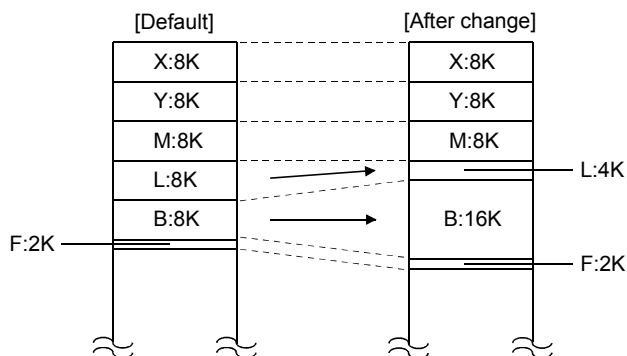 [Default]
[After change]
X:8K
X:8K
Y:8K
Y:8K
M:8K
M:8K
L:8K
L:4K
B:8K
B:16K
F:2K
F:2K